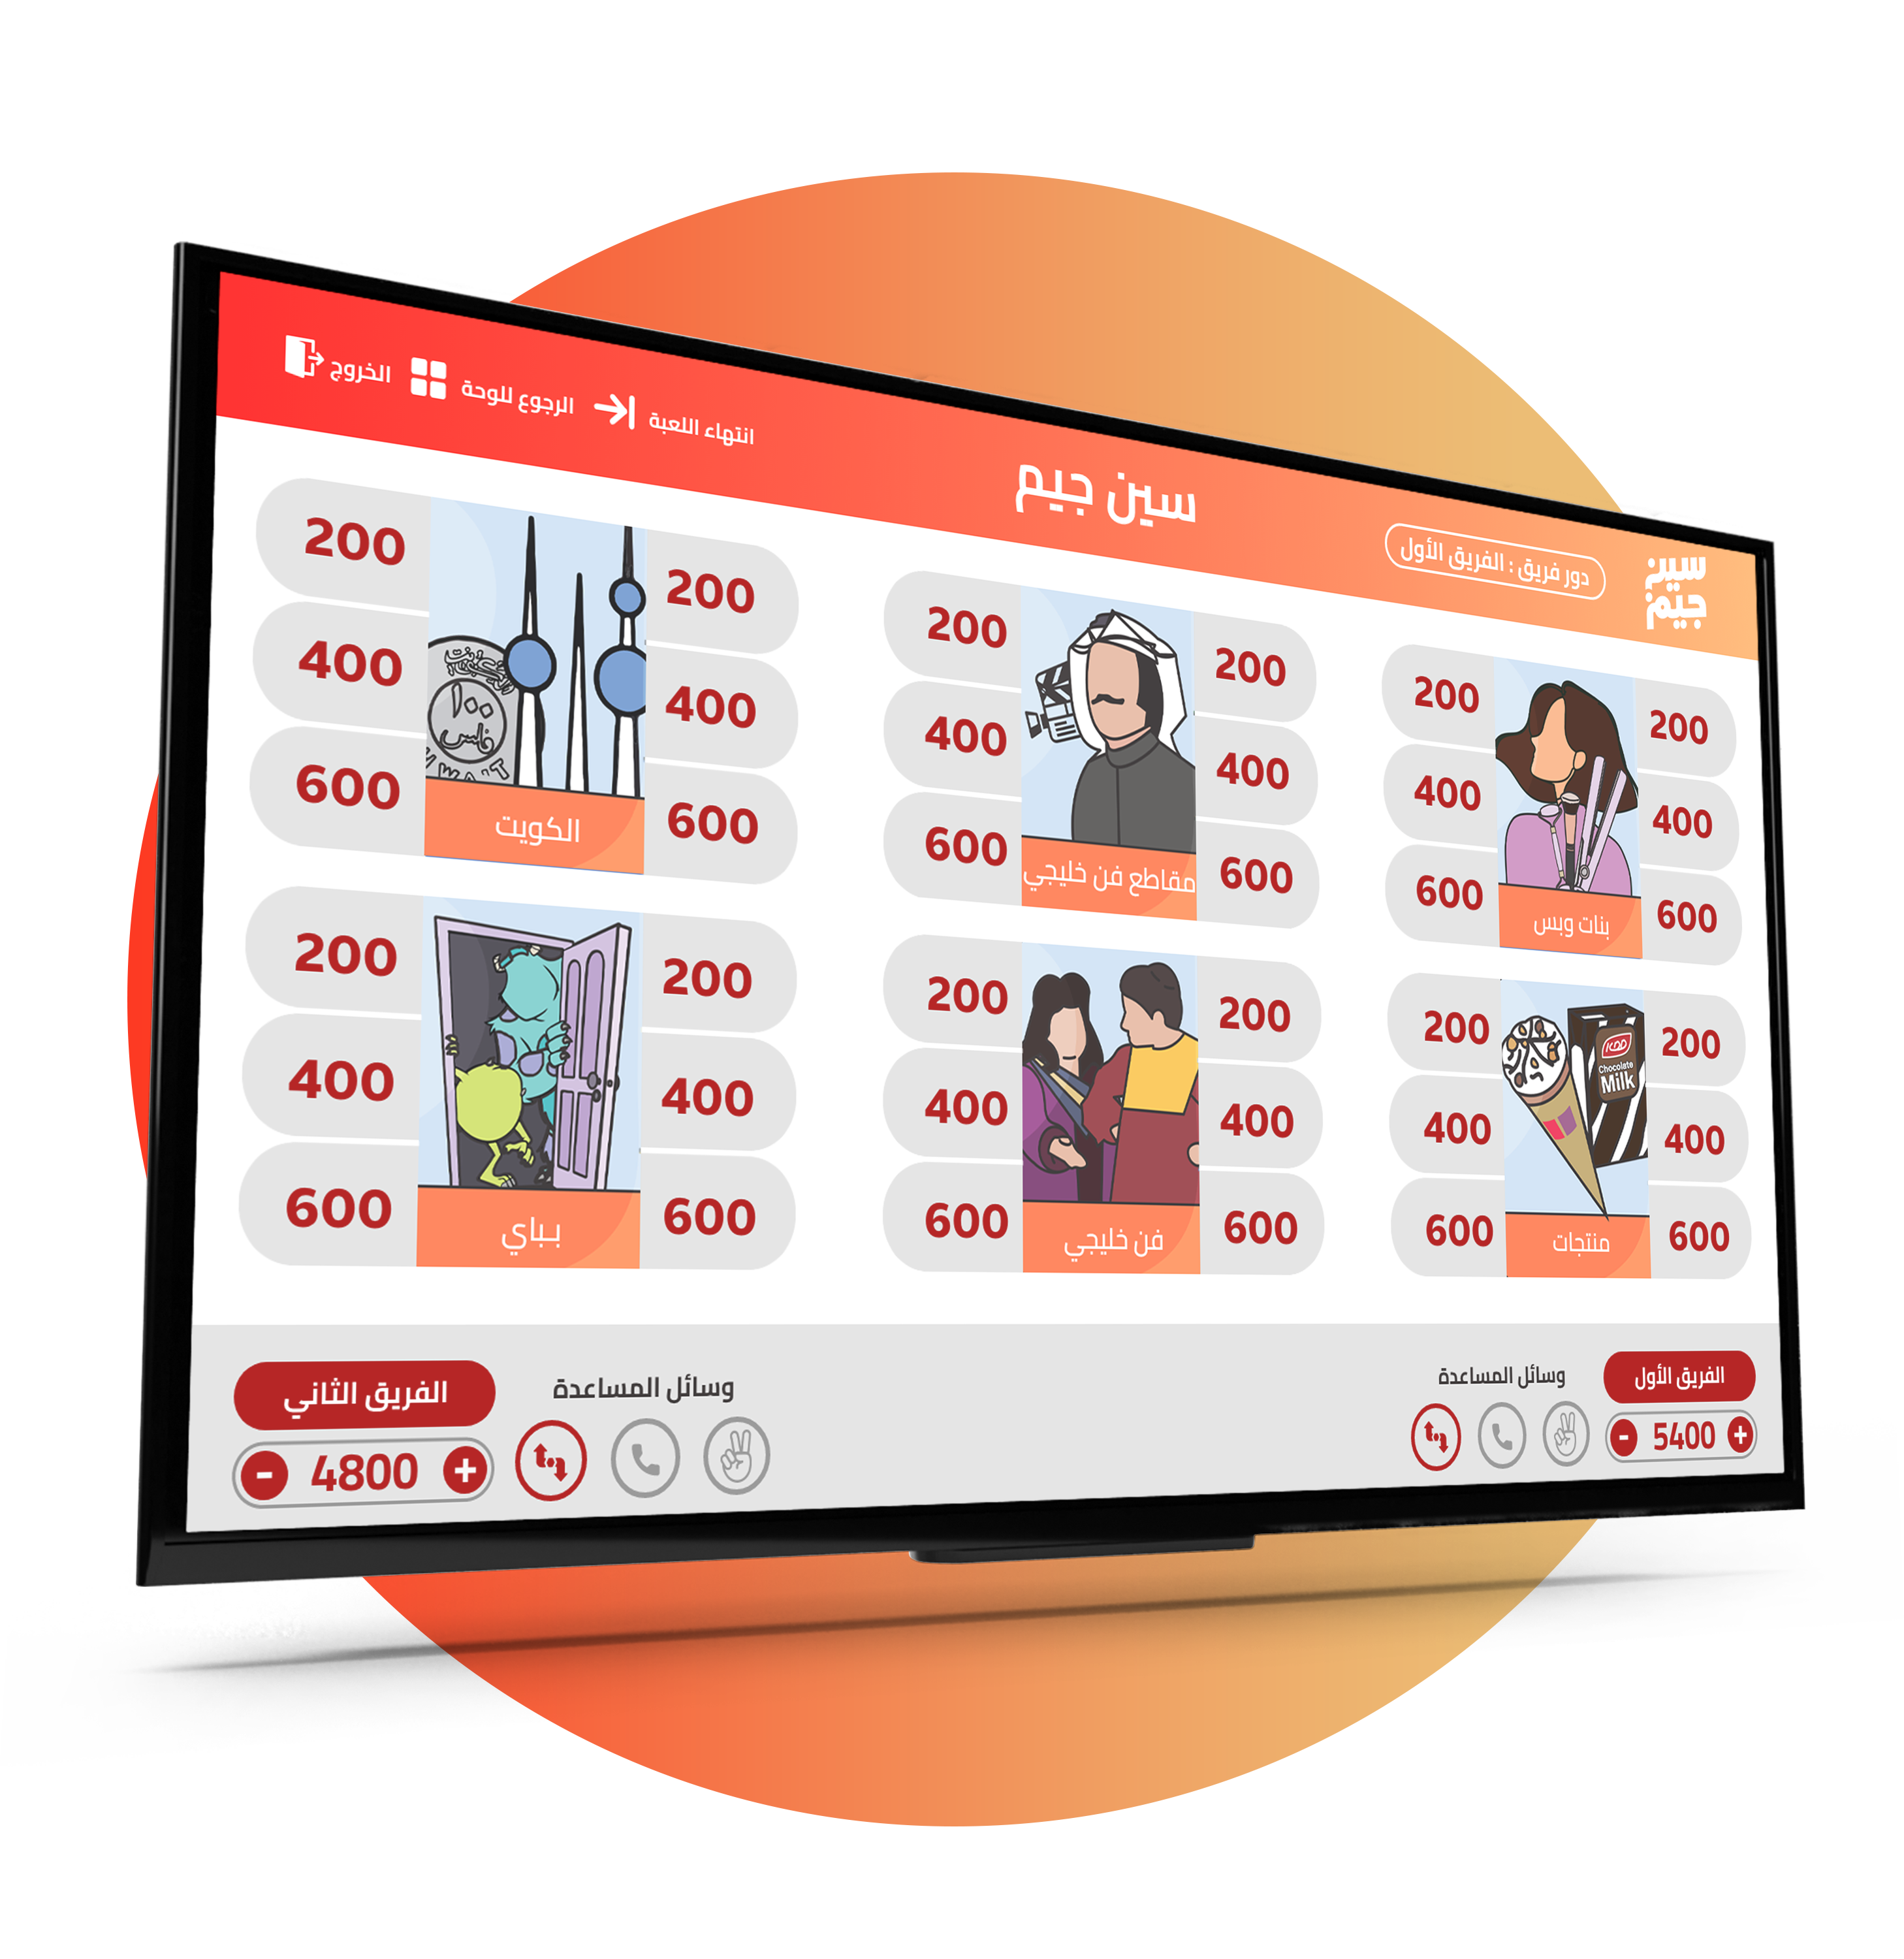 سين
جيم
دور فريق : الفريق الأول
سين جيم
انتهاء اللعبة
الرجوع للوحة
الخروج
200
200
400
400
600
600
بنات وبس
200
200
400
400
600
600
مقاطع فن خليجي
200
200
400
400
600
600
١٠٠
فلس
الكويت
200
200
400
400
600
600
KDD
Chocolate
Milk
منتجات
200
200
400
400
600
600
فن خليجي
200
200
400
400
600
600
بباي
الفريق الأول
وسائل المساعدة
+ 5400 -
الفريق الثاني
وسائل المساعدة
+ 4800 -